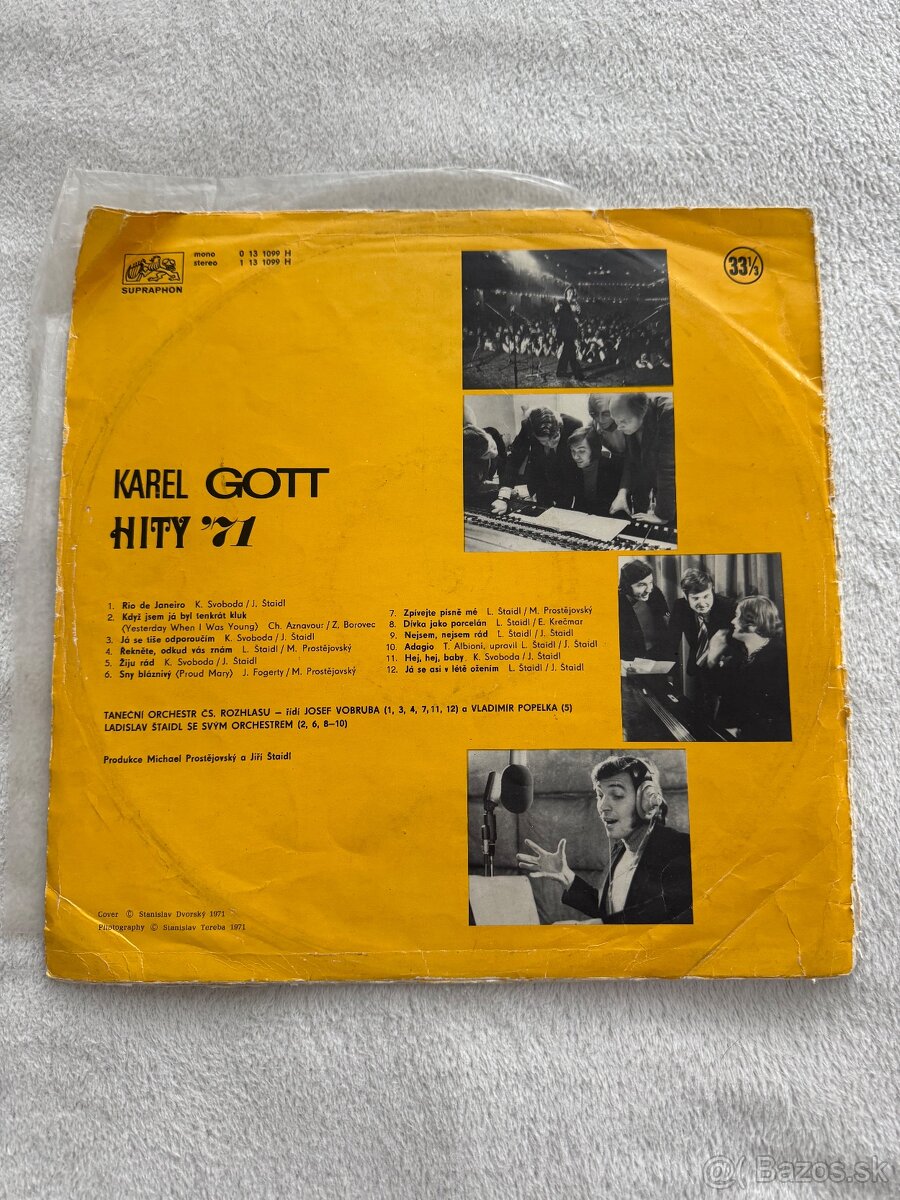 SUPRAPHON
mono 0 13 1099 H
stereo 1 13 1099 H
33 1/3
KAREL GOTT
HITY '71
1. Rio de Janeiro K. Svoboda / J. Štaidl
2. Když jsem já byl tenkrát kluk
(Yesterday When I Was Young) Ch. Aznavour / Z. Borovec
3. Já se tiše odporoučím K. Svoboda / J. Štaidl
4. Řekněte, odkud vás znám L. Štaidl / M. Prostějovský
5. Žiju rád K. Svoboda / J. Štaidl
6. Sny bláznivý (Proud Mary) J. Fogerty / M. Prostějovský
7. Zpívejte písně mé L. Štaidl / M. Prostějovský
8. Dívka jako porcelán L. Štaidl / E. Krečmar
9. Nejsem, nejsem rád L. Štaidl / J. Štaidl
10. Adagio T. Albioni, upravil L. Štaidl / J. Štaidl
11. Hej, hej, baby K. Svoboda / J. Štaidl
12. Já se asi v létě ožením L. Štaidl / J. Štaidl
TANEČNÍ ORCHESTR ČS. ROZHLASU – řídí JOSEF VOBRUBA (1, 3, 4, 7, 11, 12) a VLADIMÍR POPELKA (5)
LADISLAV ŠTAIDL SE SVÝM ORCHESTREM (2, 6, 8–10)
Produkce Michael Prostějovský a Jiří Štaidl
Cover © Stanislav Dvorský 1971
Photography © Stanislav Tereba 1971
@ Bazos.sk